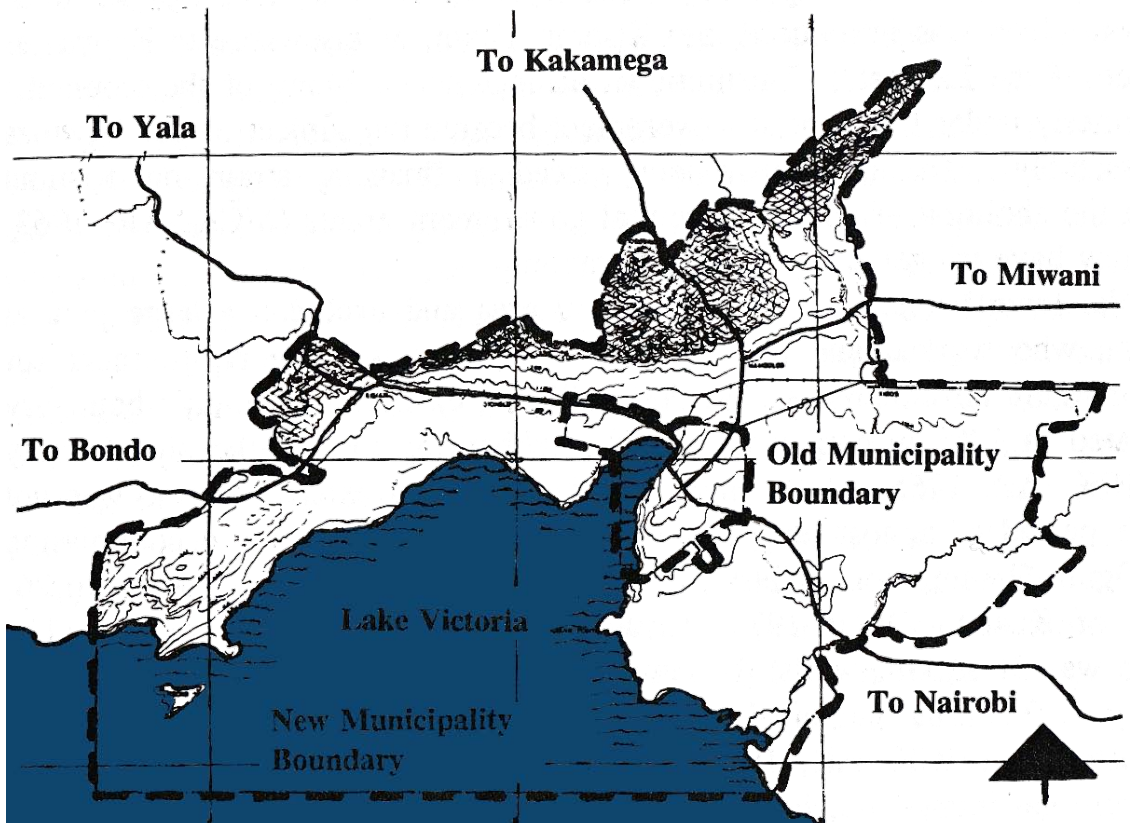 To Kakamega
To Yala
To Miwani
To Bondo
Old Municipality
Boundary
Lake Victoria
To Nairobi
New Municipality
Boundary